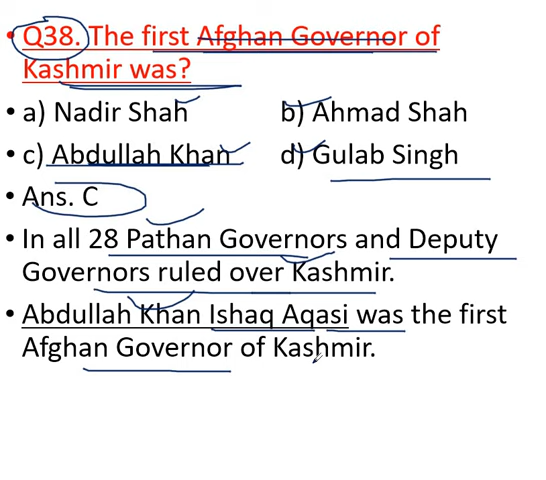 • Q38. The first Afghan Governor of
Kashmir was?
• a) Nadir Shah b) Ahmad Shah
• c) Abdullah Khan d) Gulab Singh
• Ans. C
• In all 28 Pathan Governors and Deputy
Governors ruled over Kashmir.
• Abdullah Khan Ishaq Aqasi was the first
Afghan Governor of Kashmir.